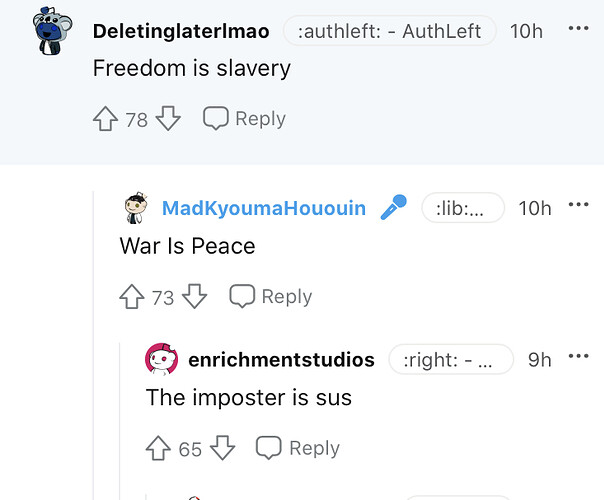 Deletinglaterlmao :authleft: - AuthLeft 10h ...
Freedom is slavery
78 Reply
MadKyoumaHououin :lib:... 10h ...
War Is Peace
73 Reply
enrichmentstudios :right: - ... 9h ...
The imposter is sus
65 Reply